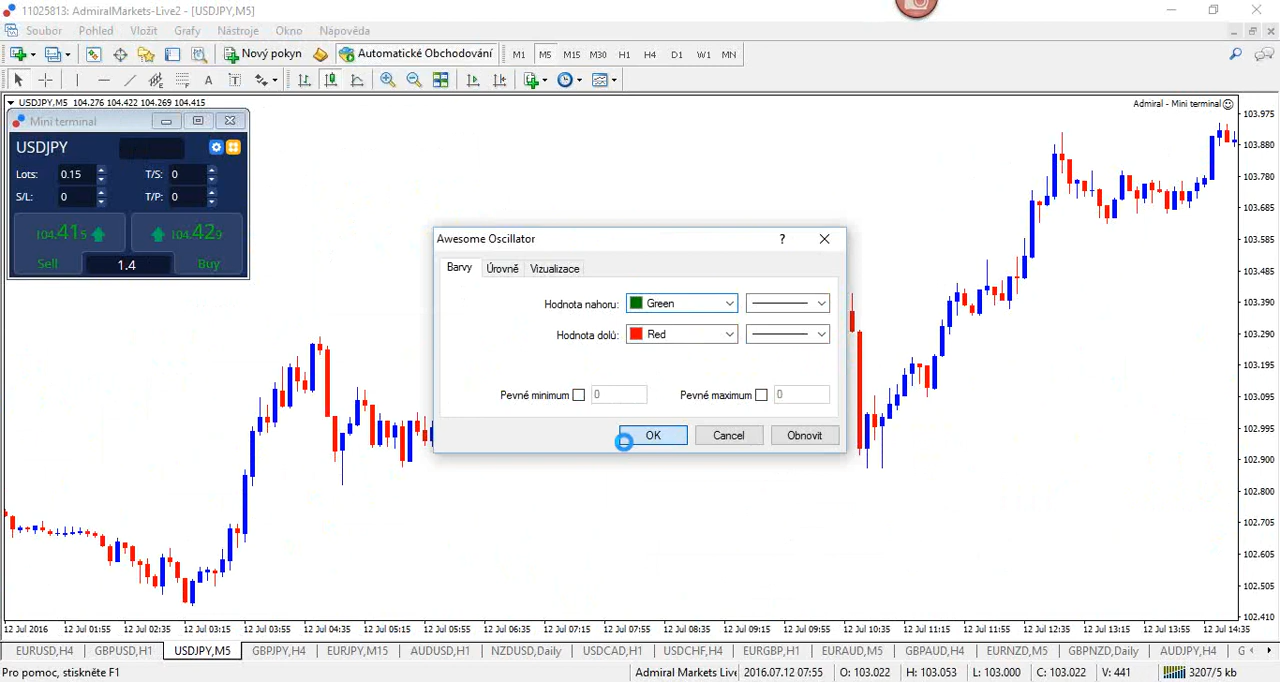 11025813: AdmiralMarkets-Live2 - [USDJPY,M5]
Soubor Pohled Vložit Grafy Nástroje Okno Nápověda
Nový pokyn Automatické Obchodování M1 M5 M15 M30 H1 H4 D1 W1 MN
A T
USDJPY,M5 104.276 104.422 104.269 104.415
Admiral - Mini terminal
Mini terminal
USDJPY
Lots: 0.15 T/S: 0
S/L: 0 T/P: 0
104.415 104.429
Sell 1.4 Buy
Awesome Oscillator ?
Barvy Úrovně Vizualizace
Hodnota nahoru: Green
Hodnota dolů: Red
Pevné minimum 0 Pevné maximum 0
OK Cancel Obnovit
103.975
103.880
103.780
103.685
103.585
103.485
103.390
103.290
103.195
103.095
102.995
102.900
102.800
102.705
102.605
102.505
102.410
12 Jul 2016 12 Jul 01:55 12 Jul 02:35 12 Jul 03:15 12 Jul 03:55 12 Jul 04:35 12 Jul 05:15 12 Jul 05:55 12 Jul 06:35 12 Jul 07:15 12 Jul 07:55 12 Jul 08:35 12 Jul 09:15 12 Jul 09:55 12 Jul 10:35 12 Jul 11:15 12 Jul 11:55 12 Jul 12:35 12 Jul 13:15 12 Jul 13:55 12 Jul 14:35
EURUSD,H4 GBPUSD,H1 USDJPY,M5 GBPJPY,H4 EURJPY,M15 AUDUSD,H1 NZDUSD,Daily USDCAD,H1 USDCHF,H4 EURGBP,H1 EURAUD,M5 GBPAUD,H4 EURNZD,M5 GBPNZD,Daily AUDJPY,H4 G
Pro pomoc, stiskněte F1 Admiral Markets Live 2016.07.12 07:55 O: 103.022 H: 103.053 L: 103.000 C: 103.022 V: 441 3207/5 kb